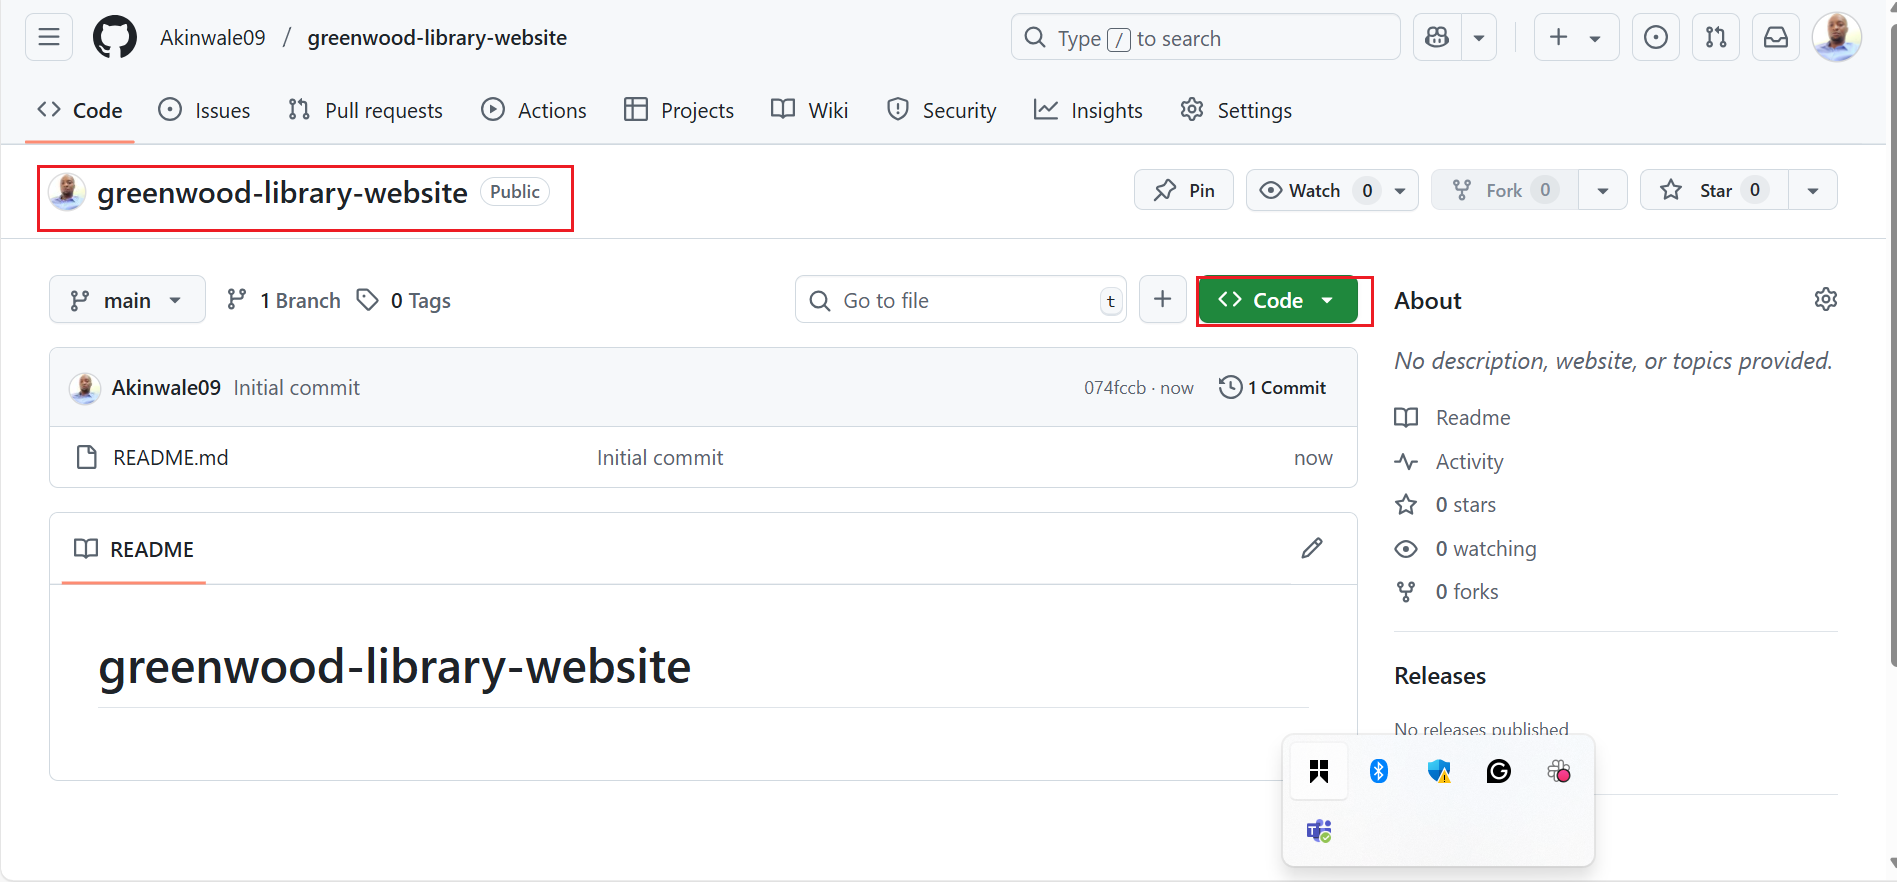 Akinwale09 / greenwood-library-website
Type / to search
Code Issues Pull requests Actions Projects Wiki Security Insights Settings
greenwood-library-website Public
Pin Watch 0 Fork 0 Star 0
main 1 Branch 0 Tags Go to file t + Code
About
No description, website, or topics provided.
Akinwale09 Initial commit 074fccb · now 1 Commit
README.md Initial commit now
Readme
Activity
0 stars
0 watching
0 forks
README
greenwood-library-website
Releases
No releases published